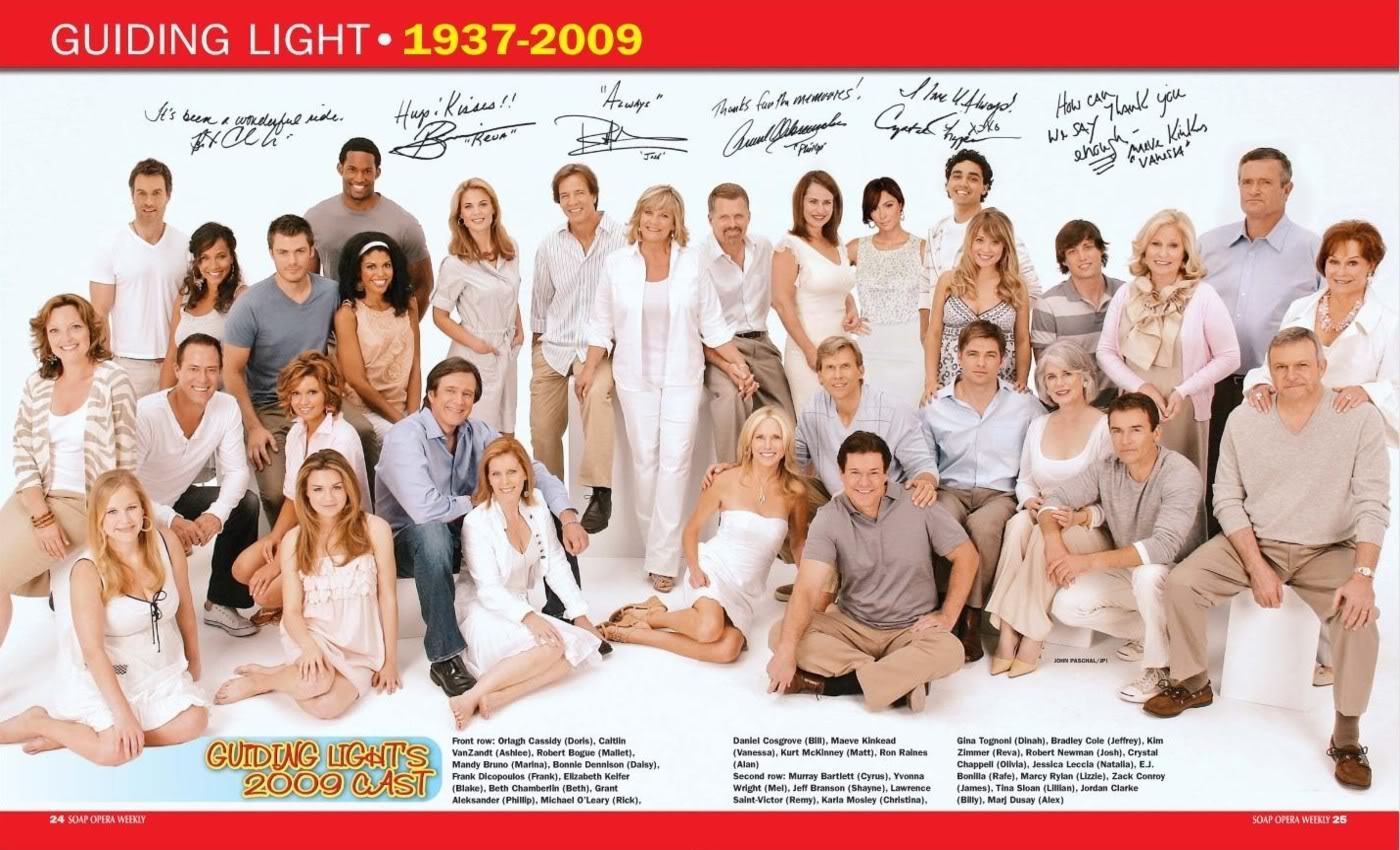 GUIDING LIGHT • 1937-2009
It's been a wonderful ride.
Hugs! Kisses!!
"Reva"
"Always"
"Josh"
Thanks for the memories!
"Phillip"
I love U Always!
xoxo
How can
we say thank you
enough -
Maeve Kinkead
"VANESSA"
JOHN PASCHAL/JPI
GUIDING LIGHT'S
2009 CAST
Front row: Orlagh Cassidy (Doris), Caitlin
VanZandt (Ashlee), Robert Bogue (Mallet),
Mandy Bruno (Marina), Bonnie Dennison (Daisy),
Frank Dicopoulos (Frank), Elizabeth Keifer
(Blake), Beth Chamberlin (Beth), Grant
Aleksander (Phillip), Michael O'Leary (Rick),
Daniel Cosgrove (Bill), Maeve Kinkead
(Vanessa), Kurt McKinney (Matt), Ron Raines
(Alan)
Second row: Murray Bartlett (Cyrus), Yvonna
Wright (Mel), Jeff Branson (Shayne), Lawrence
Saint-Victor (Remy), Karla Mosley (Christina),
Gina Tognoni (Dinah), Bradley Cole (Jeffrey), Kim
Zimmer (Reva), Robert Newman (Josh), Crystal
Chappell (Olivia), Jessica Leccia (Natalia), E.J.
Bonilla (Rafe), Marcy Rylan (Lizzie), Zack Conroy
(James), Tina Sloan (Lillian), Jordan Clarke
(Billy), Marj Dusay (Alex)
24 SOAP OPERA WEEKLY
SOAP OPERA WEEKLY 25